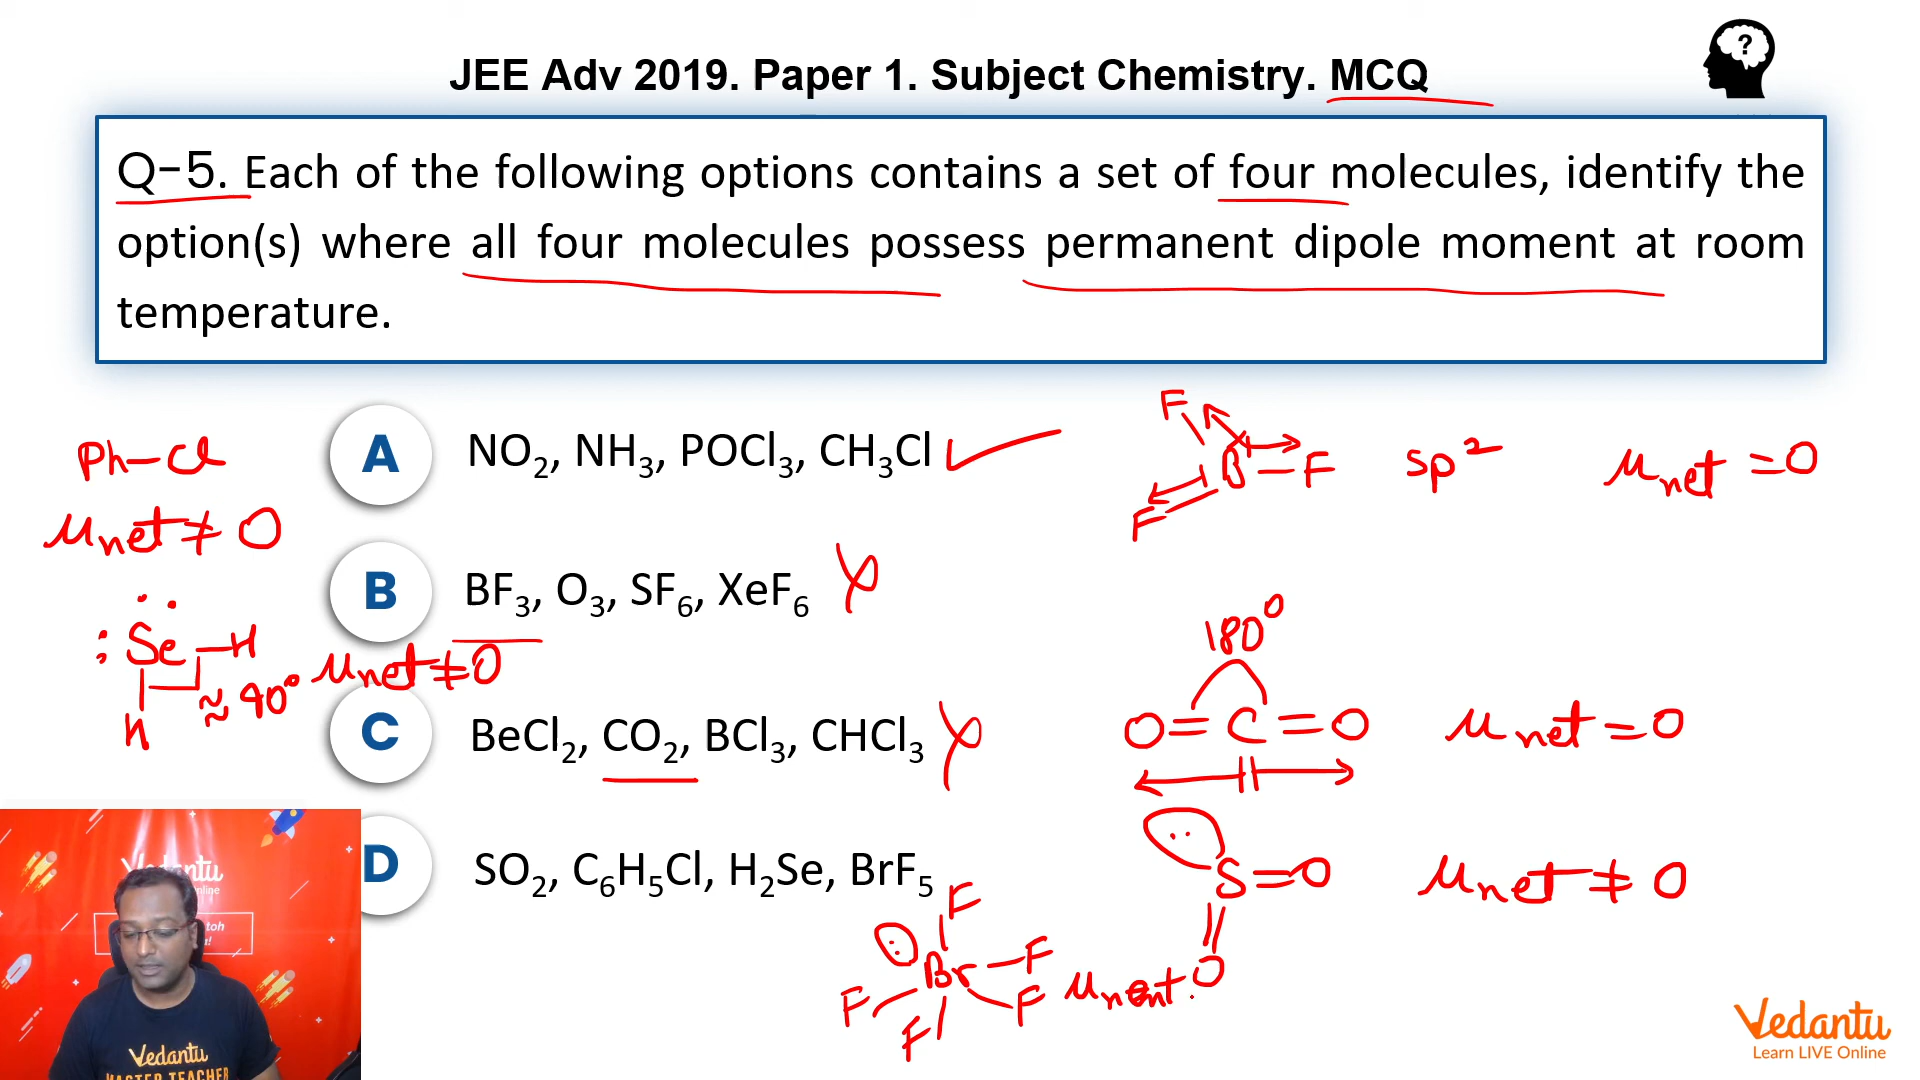 JEE Adv 2019. Paper 1. Subject Chemistry. MCQ
?
Q-5. Each of the following options contains a set of four molecules, identify the
option(s) where all four molecules possess permanent dipole moment at room
temperature.
A NO₂, NH₃, POCl₃, CH₃Cl
B BF₃, O₃, SF₆, XeF₆
C BeCl₂, CO₂, BCl₃, CHCl₃
D SO₂, C₆H₅Cl, H₂Se, BrF₅
Ph-Cl
μnet ≠ 0
Se-H
H
≈90° μnet ≠ 0
F
B=F sp² μnet = 0
F
180°
O=C=O μnet = 0
S=O μnet ≠ 0
O
F
Br-F
F F
F
Vedantu
MASTER TEACHER
Vedantu
Learn LIVE Online